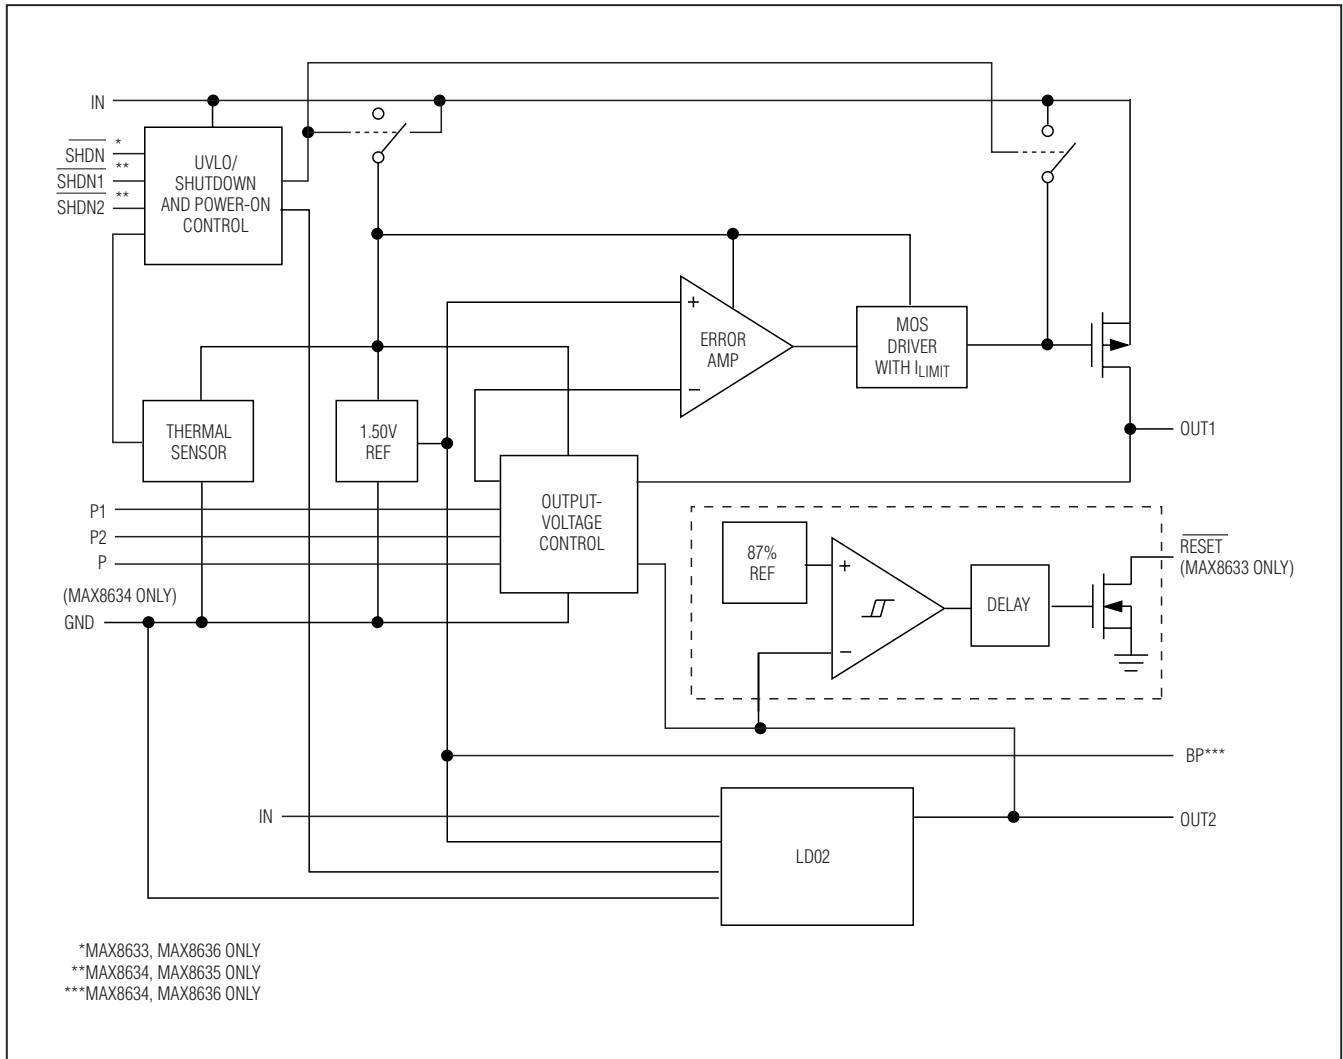 IN
SHDN *
SHDN1 **
SHDN2 **
UVLO/
SHUTDOWN
AND POWER-ON
CONTROL
+
ERROR
AMP
−
MOS
DRIVER
WITH ILIMIT
THERMAL
SENSOR
1.50V
REF
OUT1
P1
P2
P
(MAX8634 ONLY)
GND
OUTPUT-
VOLTAGE
CONTROL
87%
REF
+
−
DELAY
RESET
(MAX8633 ONLY)
BP***
IN
LD02
OUT2
*MAX8633, MAX8636 ONLY
**MAX8634, MAX8635 ONLY
***MAX8634, MAX8636 ONLY